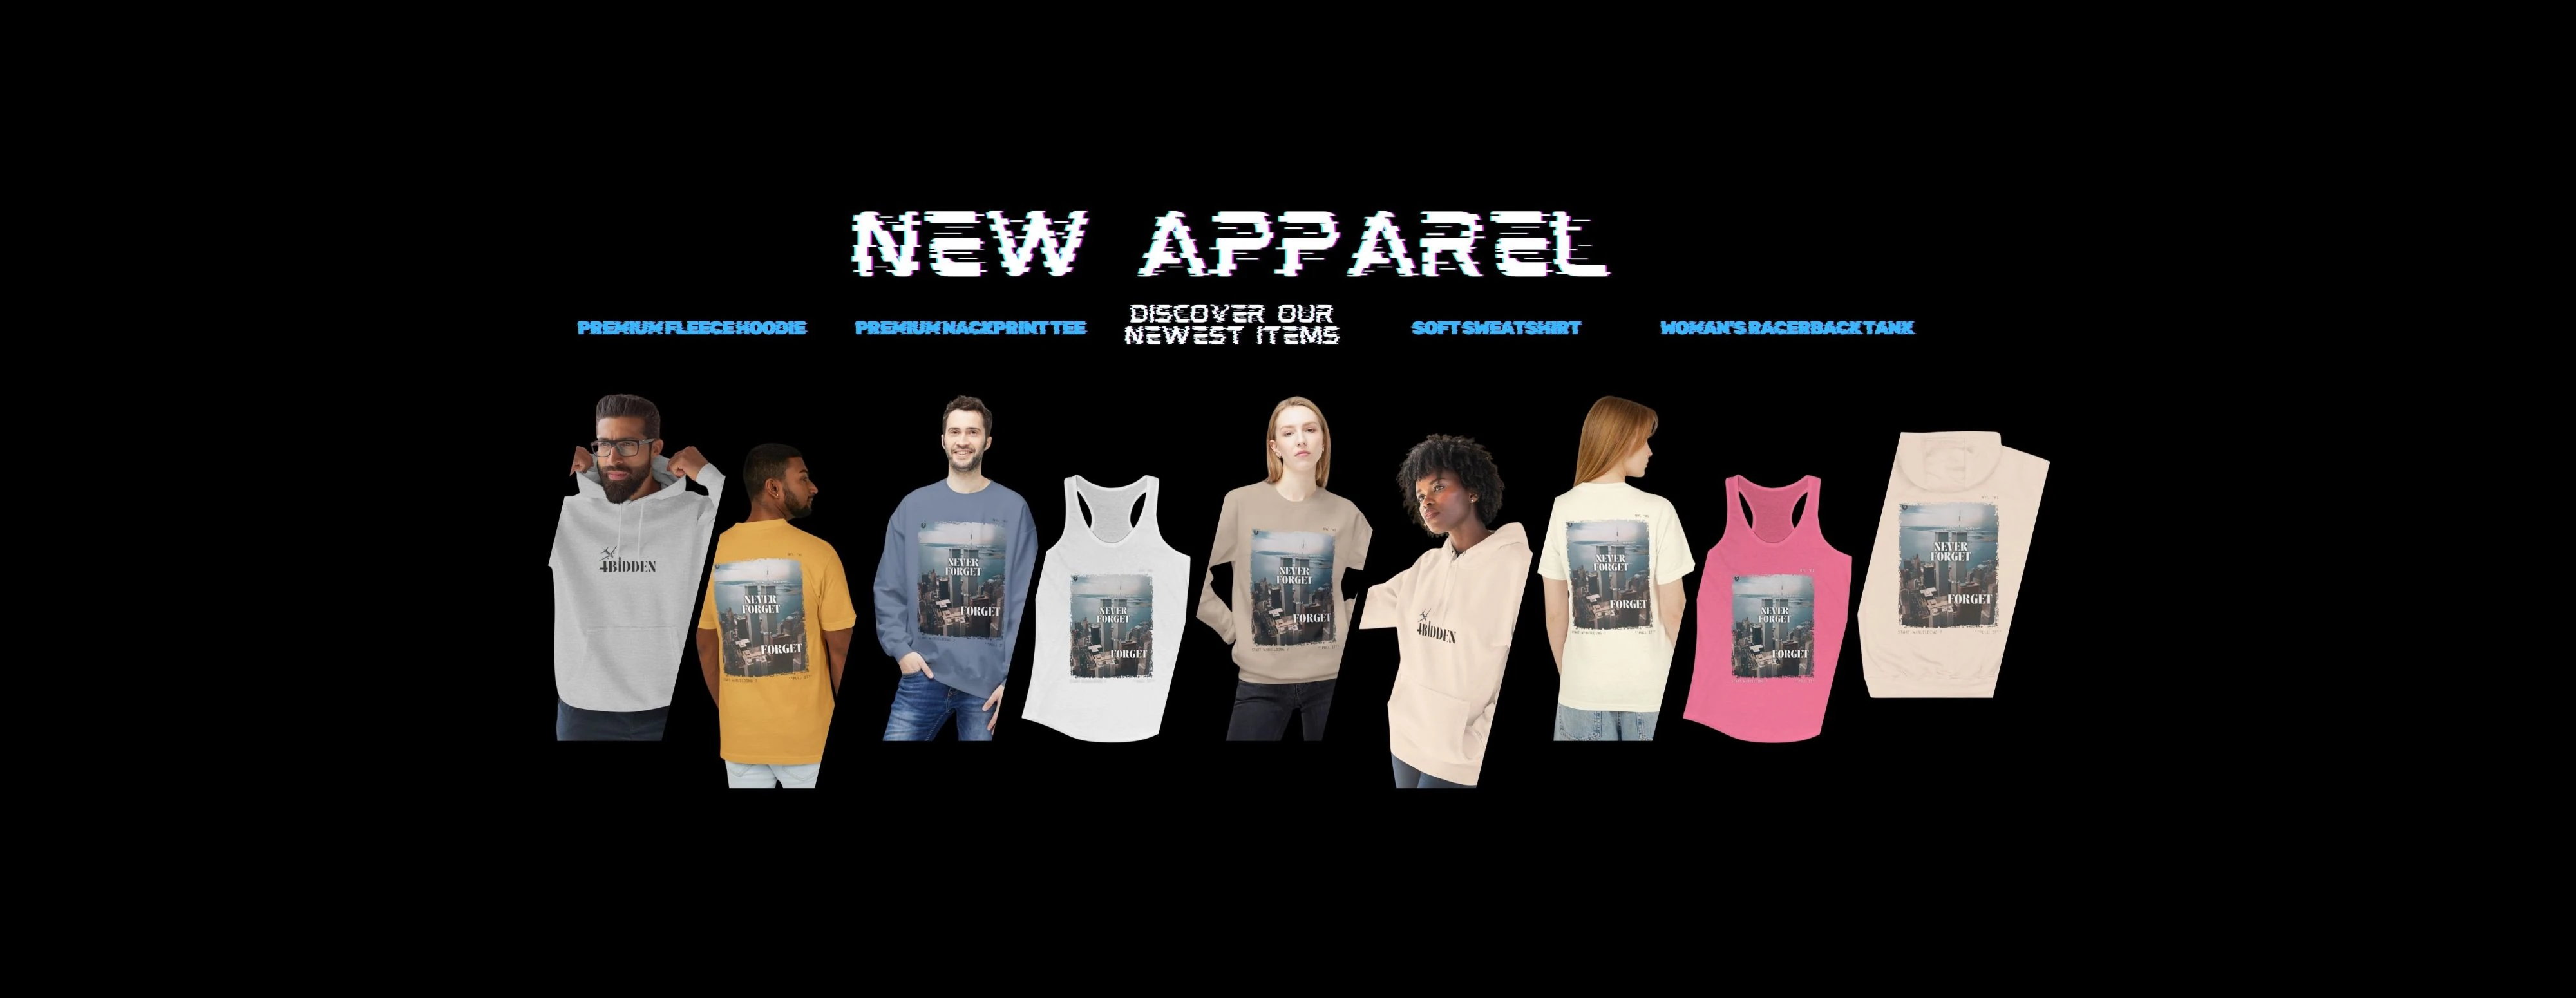 NEW APPAREL
PREMIUM FLEECE HOODIE
PREMIUM NACKPRINT TEE
DISCOVER OUR
NEWEST ITEMS
SOFT SWEATSHIRT
WOMAN'S RACERBACK TANK
4BIDDEN
NEVER
FORGET
FORGET
NEVER
FORGET
FORGET
NEVER
FORGET
FORGET
NEVER
FORGET
FORGET
4BIDDEN
NEVER
FORGET
FORGET
NEVER
FORGET
FORGET
NEVER
FORGET
FORGET